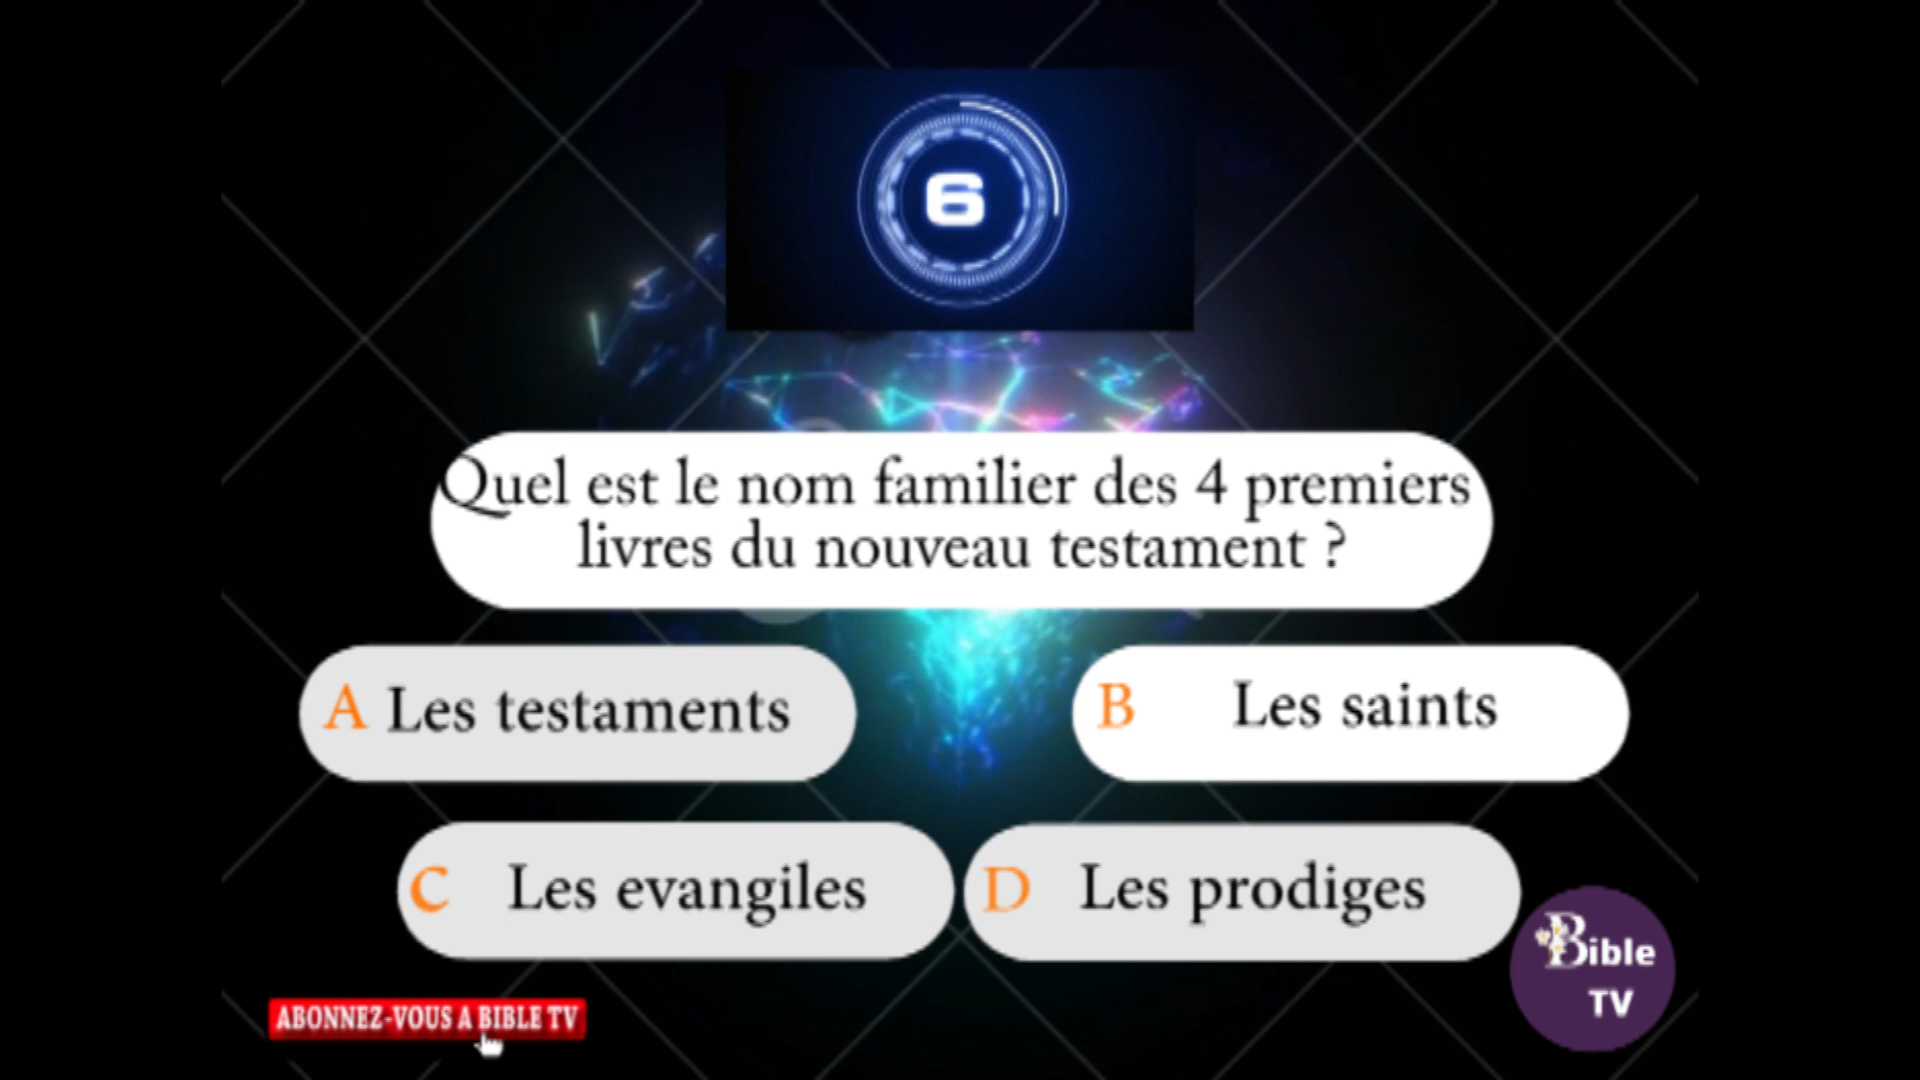 6
Quel est le nom familier des 4 premiers
livres du nouveau testament ?
A Les testaments
B Les saints
C Les evangiles
D Les prodiges
Bible
TV
ABONNEZ-VOUS A BIBLE TV